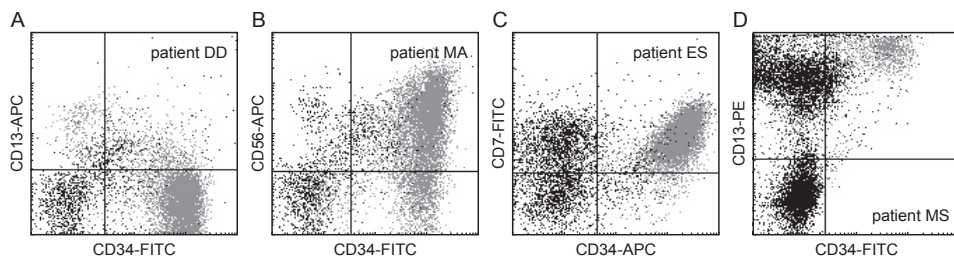 A
patient DD
CD13-APC
CD34-FITC
B
patient MA
CD56-APC
CD34-FITC
C
patient ES
CD7-FITC
CD34-APC
D
CD13-PE
patient MS
CD34-FITC